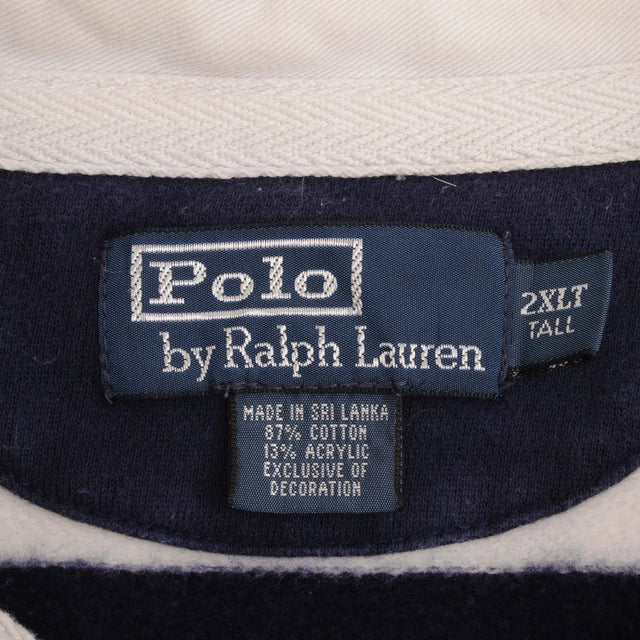 Polo
by Ralph Lauren
2XLT
TALL
MADE IN SRI LANKA
87% COTTON
13% ACRYLIC
EXCLUSIVE OF
DECORATION